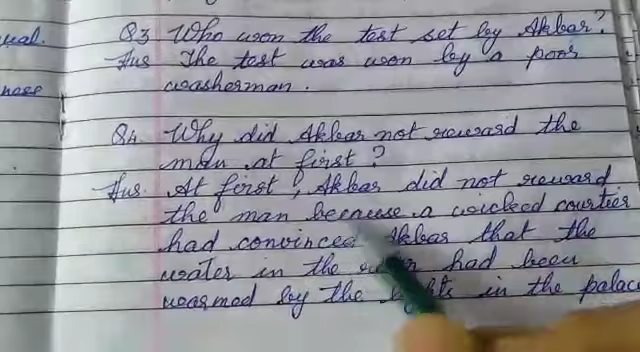 ual.
Q3 Who won the test set by Akbar?
Ans The test was won by a poor
nose
washerman.
Q4. Why did Akbar not reward the
man at first?
Ans. At first, Akbar did not reward
the man because a wicked courtier
had convinced Akbar that the
water in the had been
warmed by the in the palace